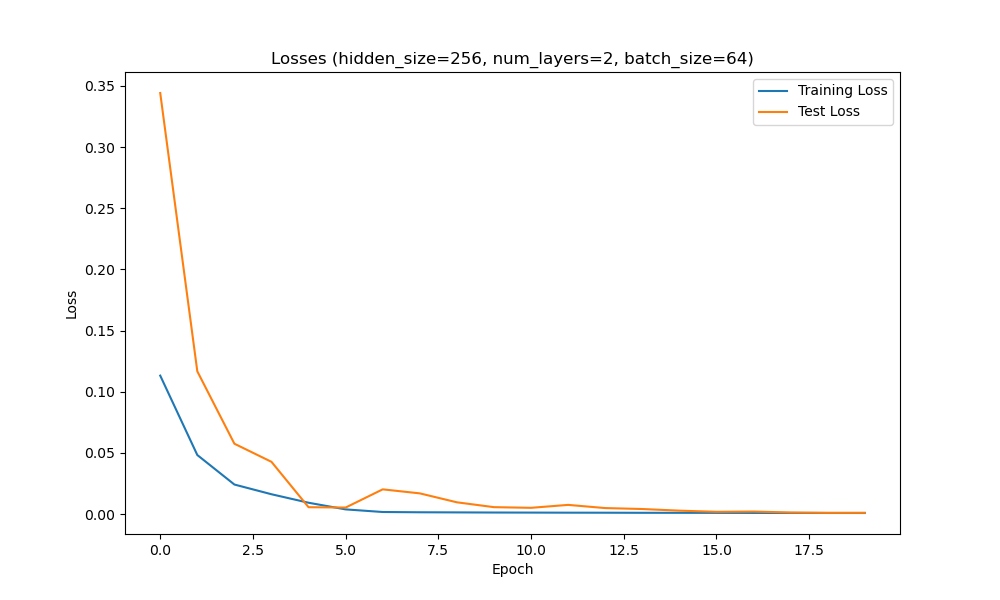 Losses (hidden_size=256, num_layers=2, batch_size=64)
Training Loss
Test Loss
0.35
0.30
0.25
0.20
0.15
0.10
0.05
0.00
Loss
0.0 2.5 5.0 7.5 10.0 12.5 15.0 17.5
Epoch